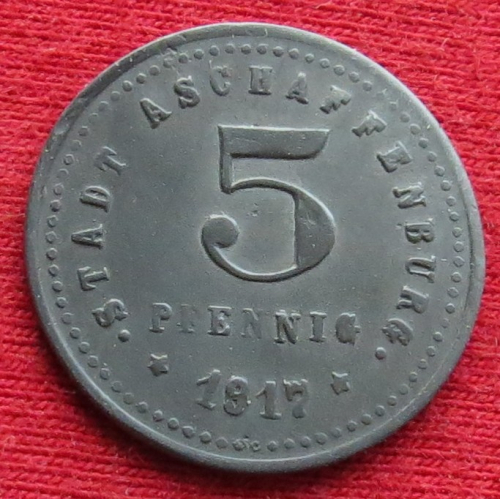 · STADT ASCHAFFENBURG ·
5
PFENNIG
★ 1917 ★